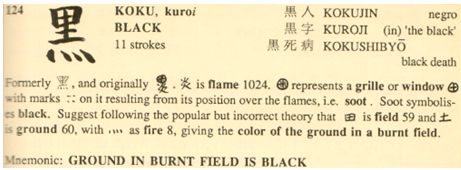 124
黒
KOKU, kuroi
BLACK
11 strokes
黒人 KOKUJIN negro
黒字 KUROJI (in) 'the black'
黒死病 KOKUSHIBYŌ
black death
Formerly 黑, and originally . 炎 is flame 1024. represents a grille or window
with marks :: on it resulting from its position over the flames, i.e. soot . Soot symbolis-
es black. Suggest following the popular but incorrect theory that 田 is field 59 and 土
is ground 60, with 灬 as fire 8, giving the color of the ground in a burnt field.
Mnemonic: GROUND IN BURNT FIELD IS BLACK